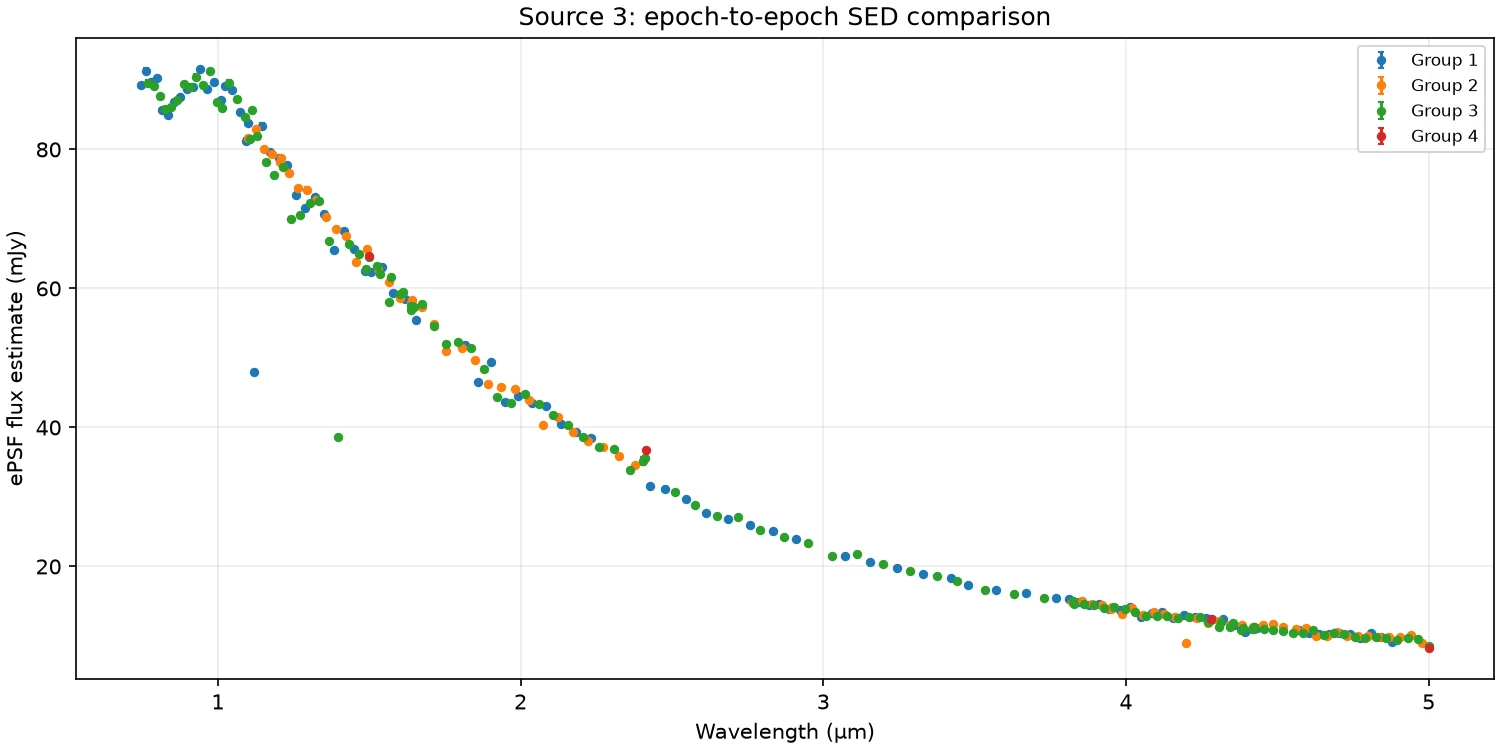 Source 3: epoch-to-epoch SED comparison
Group 1
Group 2
Group 3
Group 4
ePSF flux estimate (mJy)
80
60
40
20
1 2 3 4 5
Wavelength (μm)